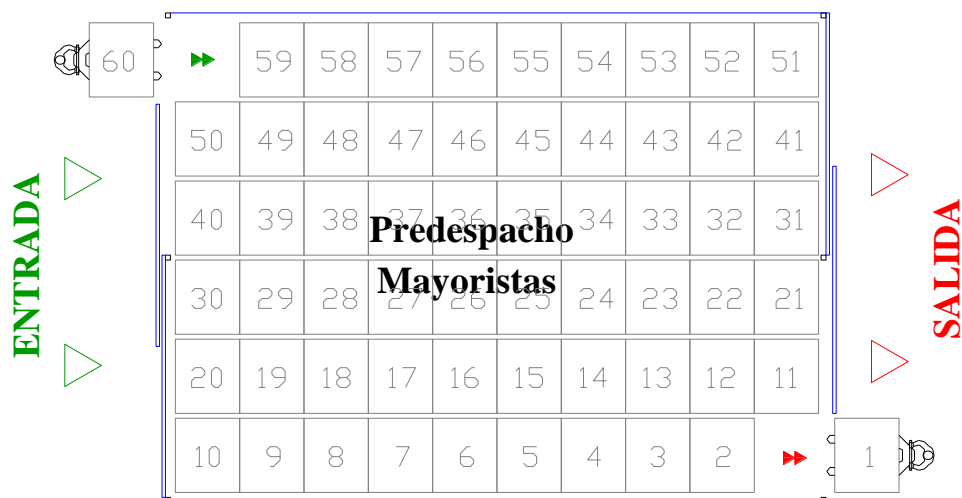 60 59 58 57 56 55 54 53 52 51
50 49 48 47 46 45 44 43 42 41
40 39 38 37 36 35 34 33 32 31
Predespacho
Mayoristas
30 29 28 27 26 25 24 23 22 21
20 19 18 17 16 15 14 13 12 11
10 9 8 7 6 5 4 3 2 1
ENTRADA
SALIDA